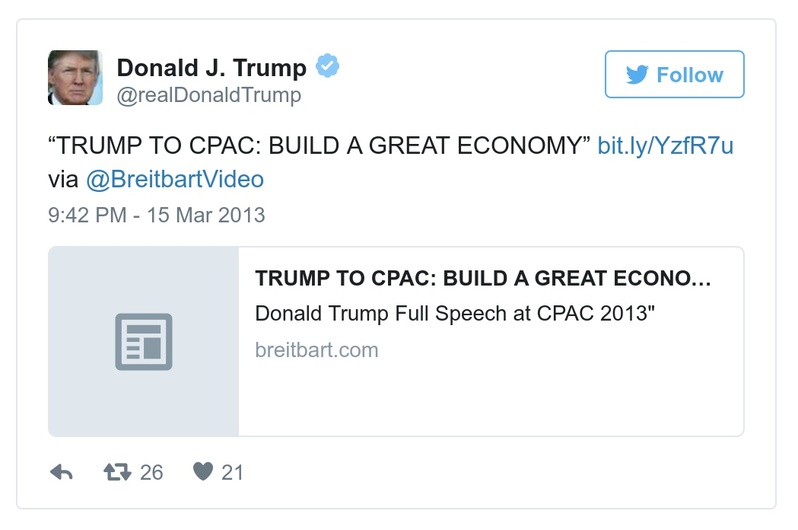 Donald J. Trump
@realDonaldTrump
Follow
“TRUMP TO CPAC: BUILD A GREAT ECONOMY” bit.ly/YzfR7u
via @BreitbartVideo
9:42 PM - 15 Mar 2013
TRUMP TO CPAC: BUILD A GREAT ECONO…
Donald Trump Full Speech at CPAC 2013"
breitbart.com
26 21